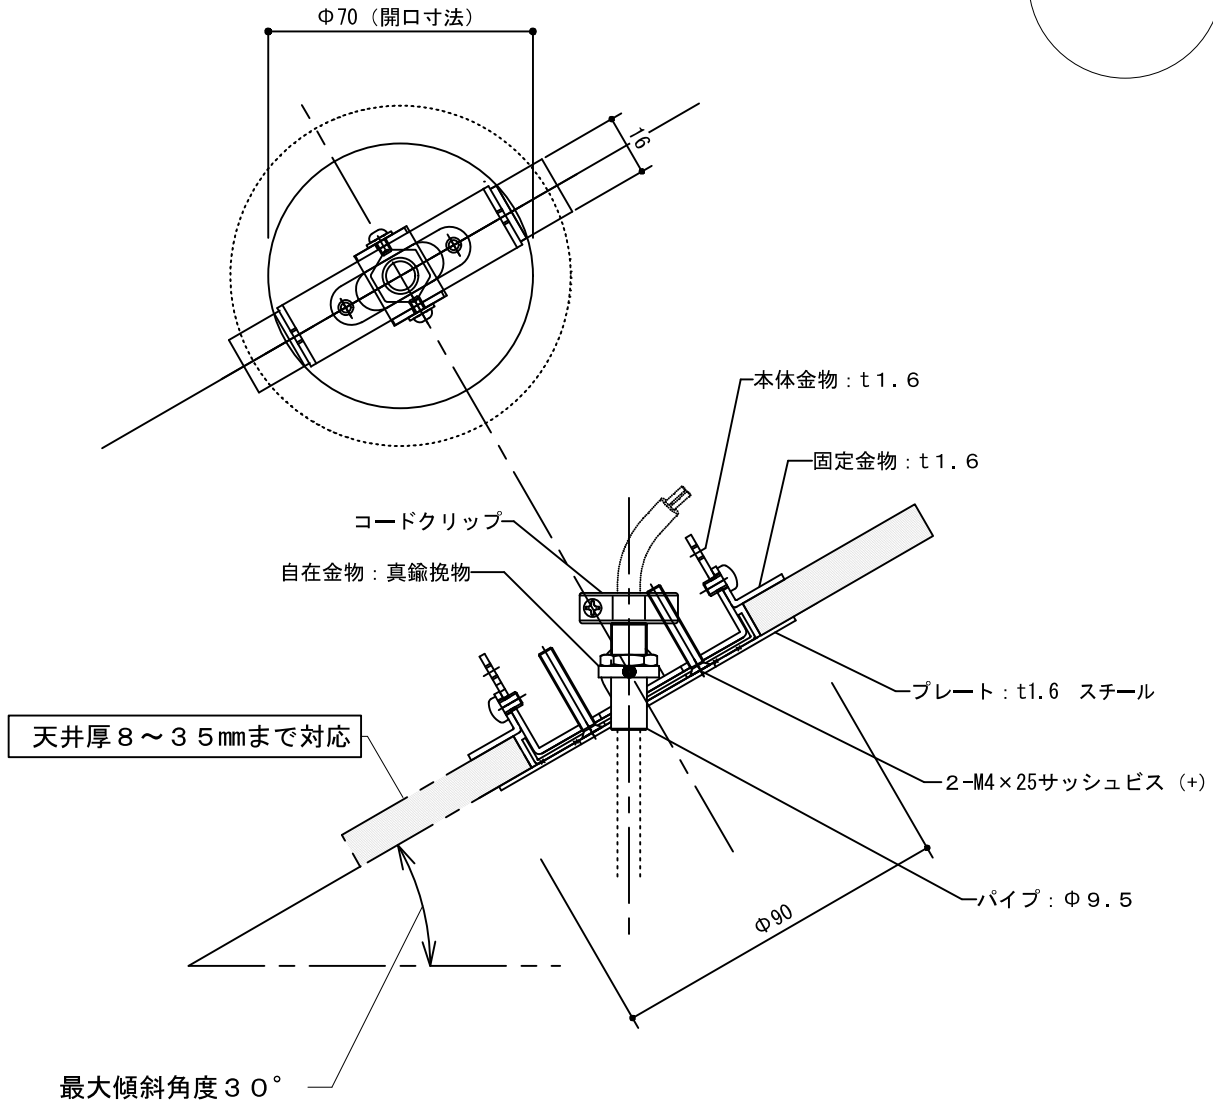 Φ70（開口寸法）
16
本体金物：t１．６
固定金物：t１．６
コードクリップ
自在金物：真鍮挽物
プレート：t1.6　スチール
天井厚８～３５mmまで対応
２-M4×25サッシュビス（+）
パイプ：Φ９．５
Φ90
最大傾斜角度３０°